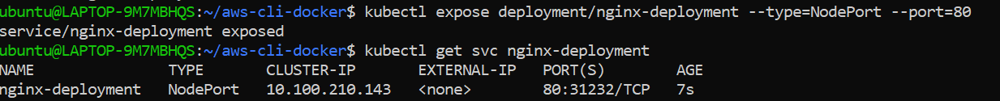 ubuntu@LAPTOP-9M7MBHQS:~/aws-cli-docker$ kubectl expose deployment/nginx-deployment --type=NodePort --port=80
service/nginx-deployment exposed
ubuntu@LAPTOP-9M7MBHQS:~/aws-cli-docker$ kubectl get svc nginx-deployment
NAME TYPE CLUSTER-IP EXTERNAL-IP PORT(S) AGE
nginx-deployment NodePort 10.100.210.143 <none> 80:31232/TCP 7s